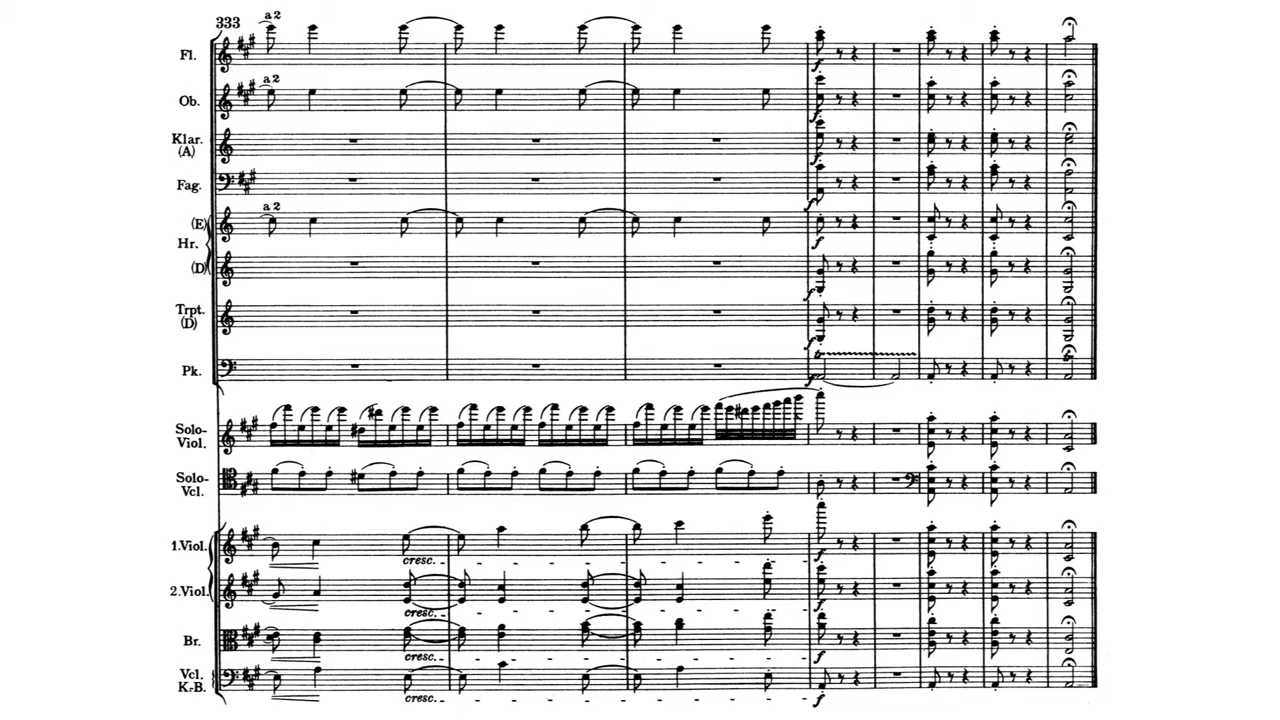 333
a 2
Fl.
a 2
Ob.
Klar.
(A)
Fag.
a 2
(E)
Hr.
(D)
f
Trpt.
(D)
f
tr
Pk.
f
Solo-
Viol.
Solo-
Vcl.
1.Viol.
cresc.
f
2.Viol.
cresc.
f
Br.
cresc.
f
Vcl.
K.-B.
cresc.
f